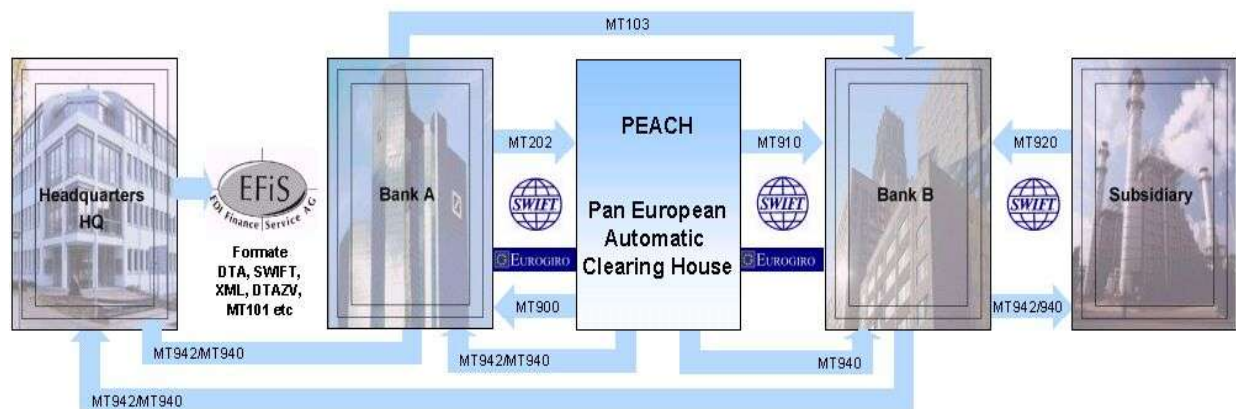 MT103
Headquarters
HQ
EFiS
EDI Finance Service AG
Formate
DTA, SWIFT,
XML, DTAZV,
MT101 etc
Bank A
MT202
SWIFT
EUROGIRO
MT900
PEACH
Pan European
Automatic
Clearing House
MT910
SWIFT
EUROGIRO
Bank B
MT920
SWIFT
MT942/940
Subsidiary
MT942/MT940
MT942/MT940
MT940
MT942/MT940